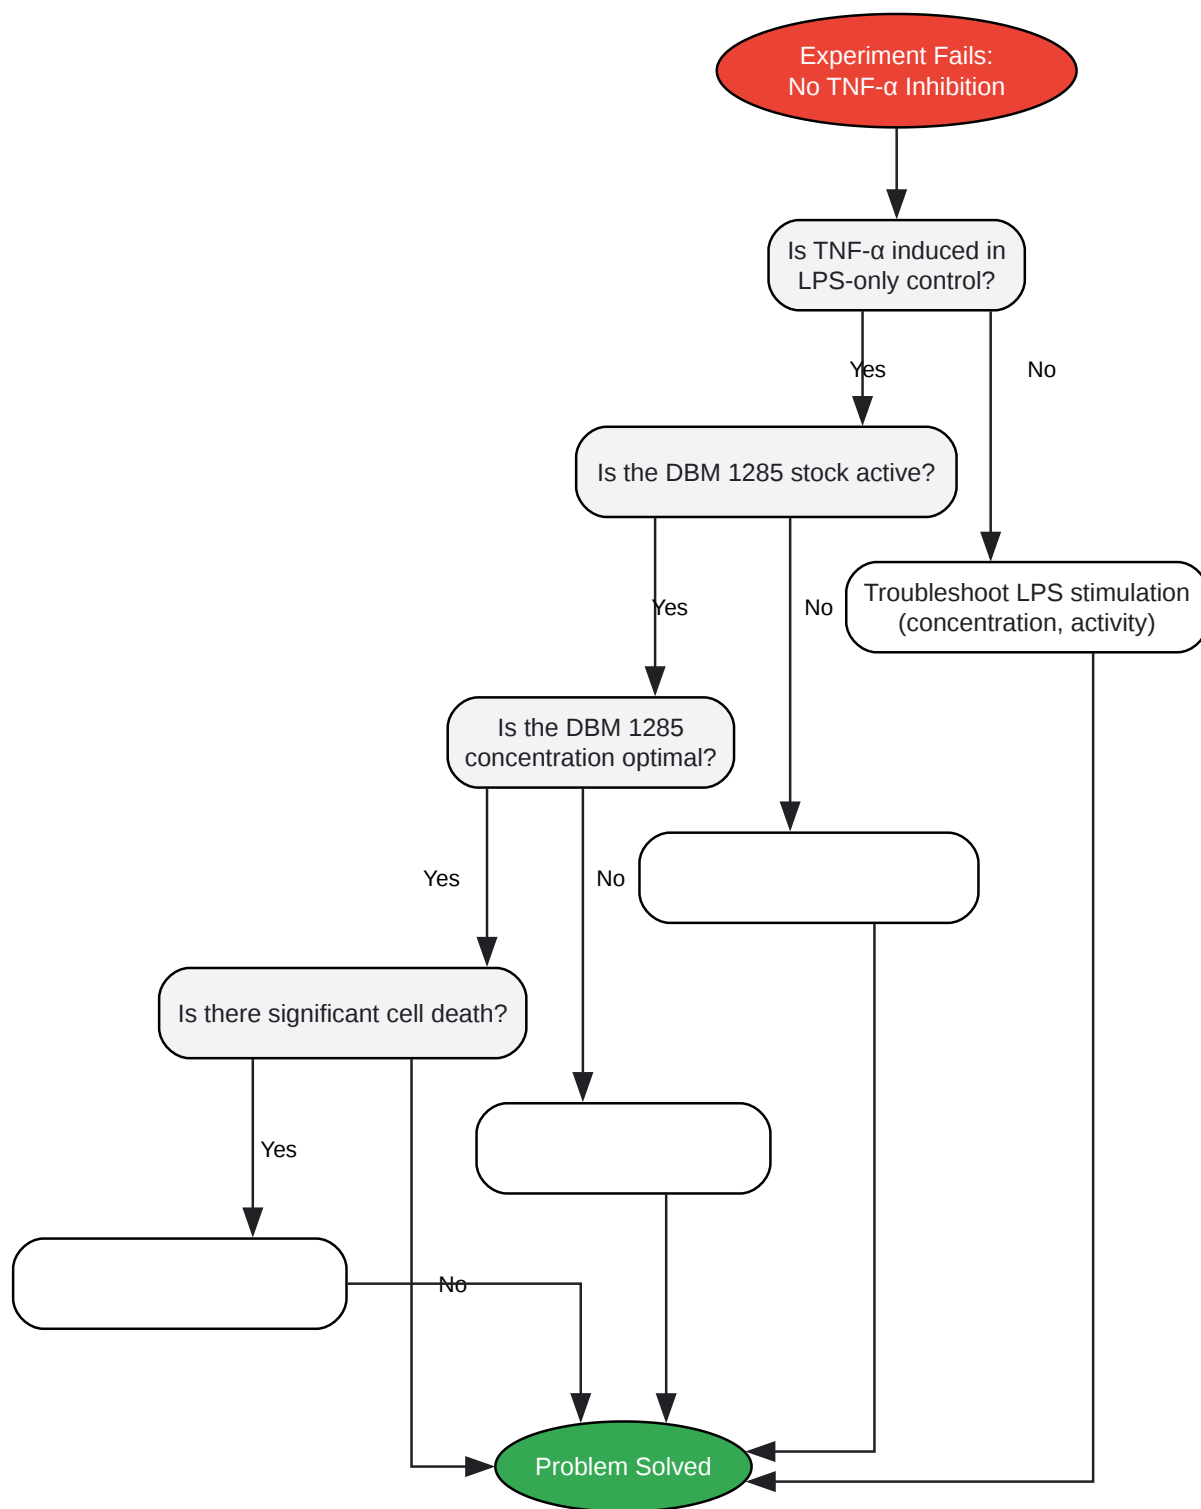 Experiment Fails:
No TNF-α Inhibition
Is TNF-α induced in
LPS-only control?
Yes
No
Is the DBM 1285 stock active?
Yes
No
Troubleshoot LPS stimulation
(concentration, activity)
Is the DBM 1285
concentration optimal?
Yes
No
Is there significant cell death?
Yes
No
Problem Solved